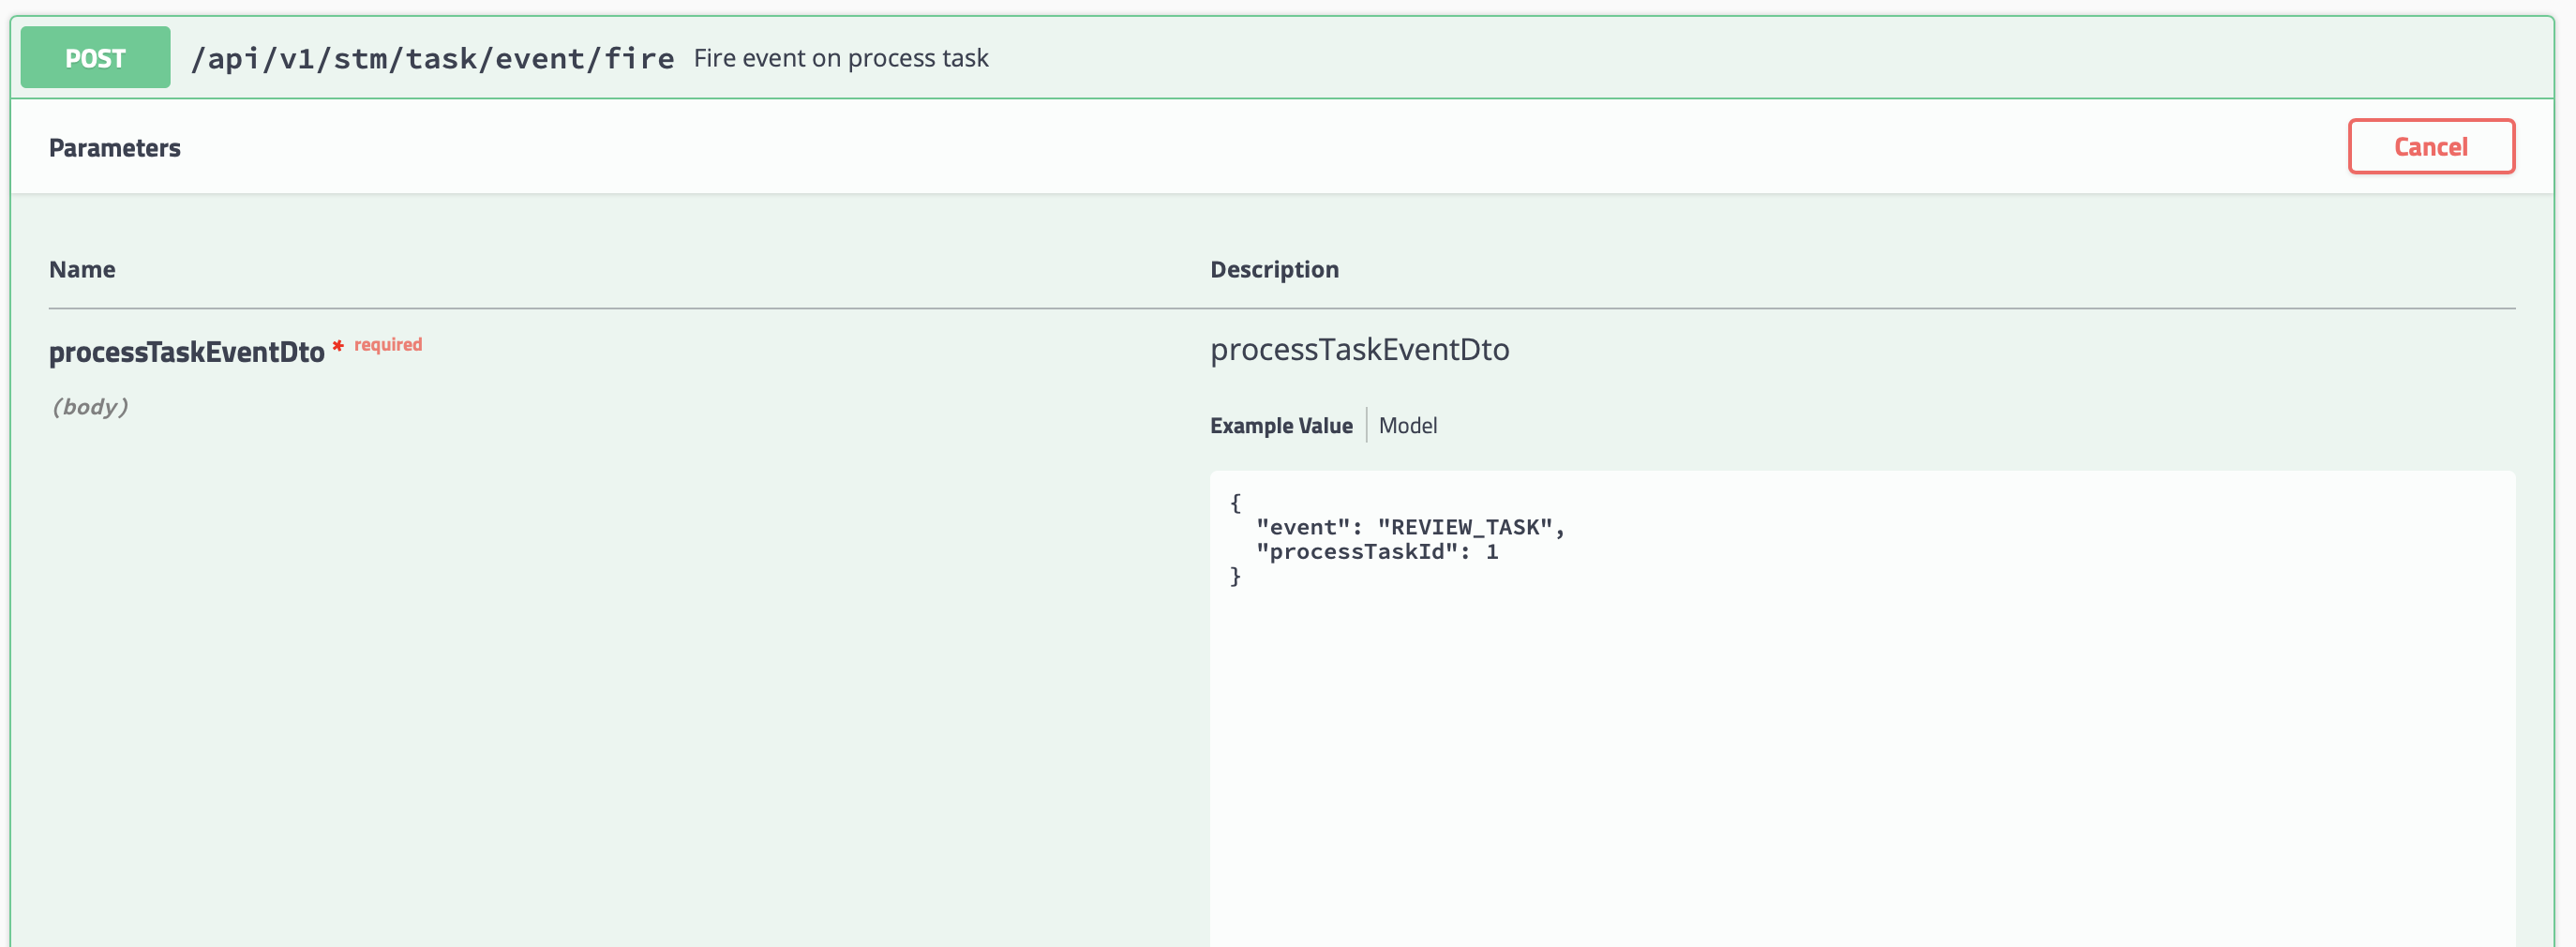 POST /api/v1/stm/task/event/fire Fire event on process task
Parameters
Cancel
Name Description
processTaskEventDto * required
(body)
processTaskEventDto
Example Value Model
{
"event": "REVIEW_TASK",
"processTaskId": 1
}